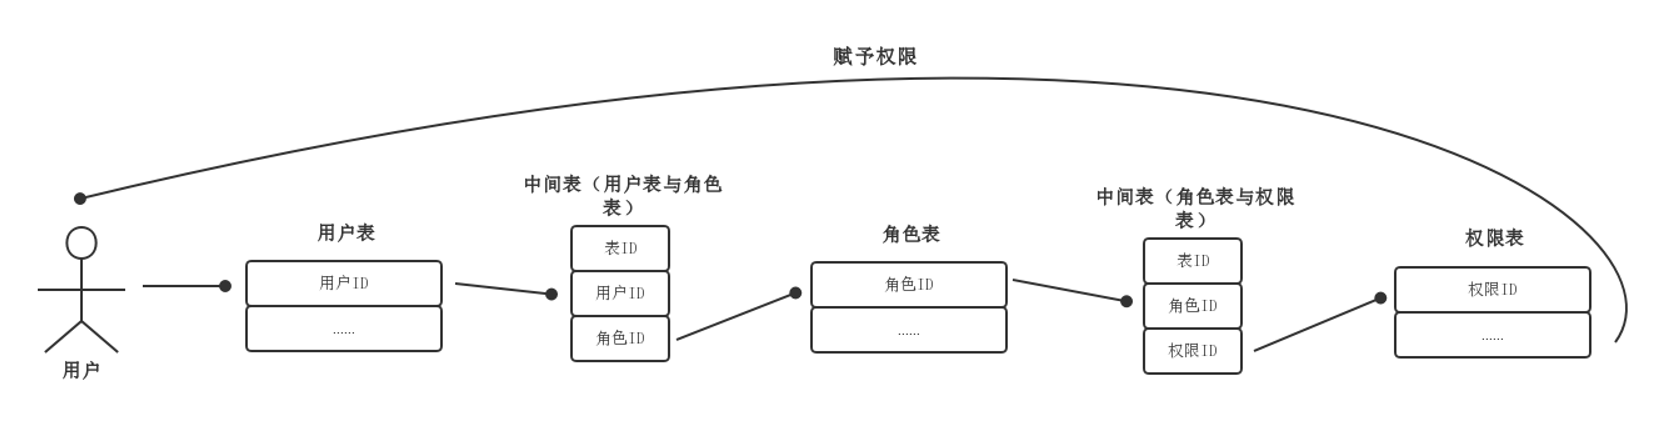 赋予权限
中间表（用户表与角色
表）
中间表（角色表与权限
表）
用户表
角色表
权限表
表ID
用户ID
角色ID
用户ID
......
角色ID
......
表ID
角色ID
权限ID
权限ID
......
用户